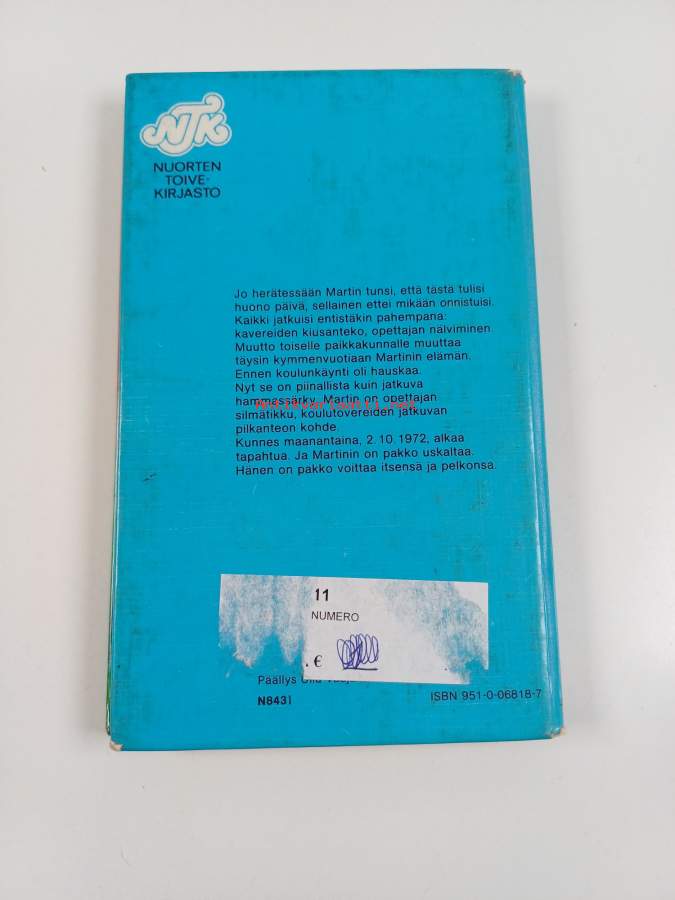 NTK
NUORTEN
TOIVE-
KIRJASTO
Jo herätessään Martin tunsi, että tästä tulisi
huono päivä, sellainen ettei mikään onnistuisi.
Kaikki jatkuisi entistäkin pahempana:
kavereiden kiusanteko, opettajan nälviminen
Muutto toiselle paikkakunnalle muuttaa
täysin kymmenvuotiaan Martinin elämän.
Ennen koulunkäynti oli hauskaa.
Nyt se on piinallista kuin jatkuva
hammassärky. Martin on opettajan
silmätikku, koulutovereiden jatkuvan
pilkanteon kohde.
Kunnes maanantaina, 2.10.1972, alkaa
tapahtua. Ja Martinin on pakko uskaltaa.
Hänen on pakko voittaa itsensä ja pelkonsa.
11
NUMERO
€
Päällys
N8431
ISBN 951-0-06818-7